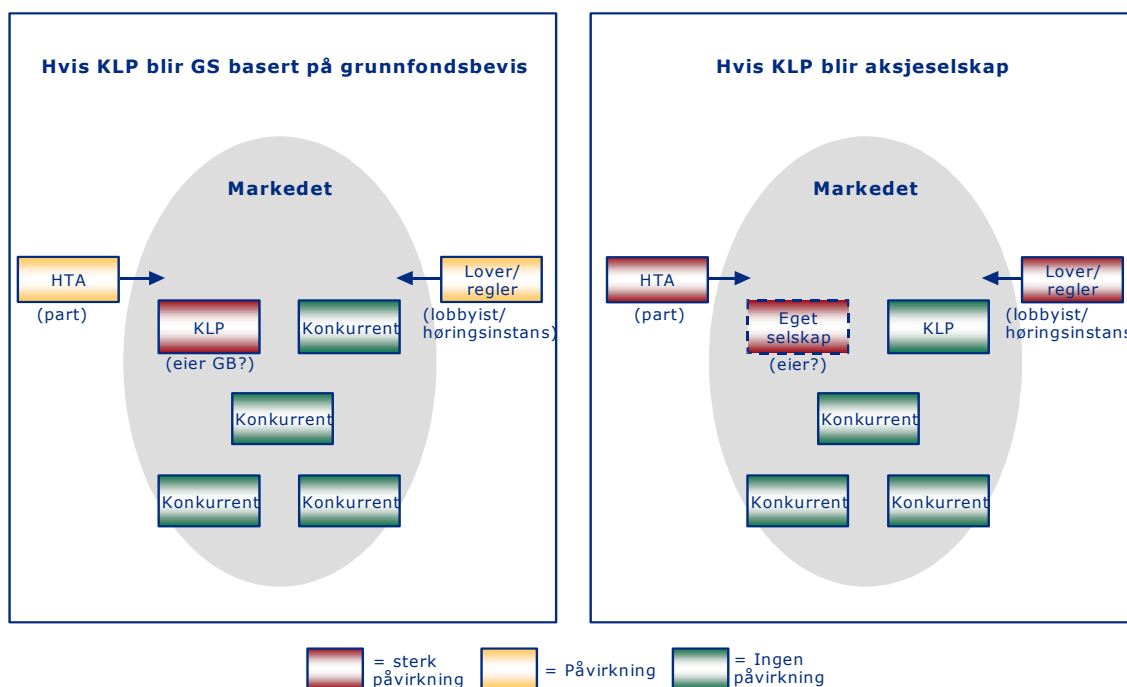 Hvis KLP blir GS basert på grunnfondsbevis
Markedet
HTA
(part)
Lover/
regler
(lobbyist/
høringsinstans)
KLP
(eier GB?)
Konkurrent
Konkurrent
Konkurrent
Konkurrent
Hvis KLP blir aksjeselskap
Markedet
HTA
(part)
Lover/
regler
(lobbyist/
høringsinstans)
Eget
selskap
(eier?)
KLP
Konkurrent
Konkurrent
Konkurrent
= sterk
påvirkning
= Påvirkning
= Ingen
påvirkning